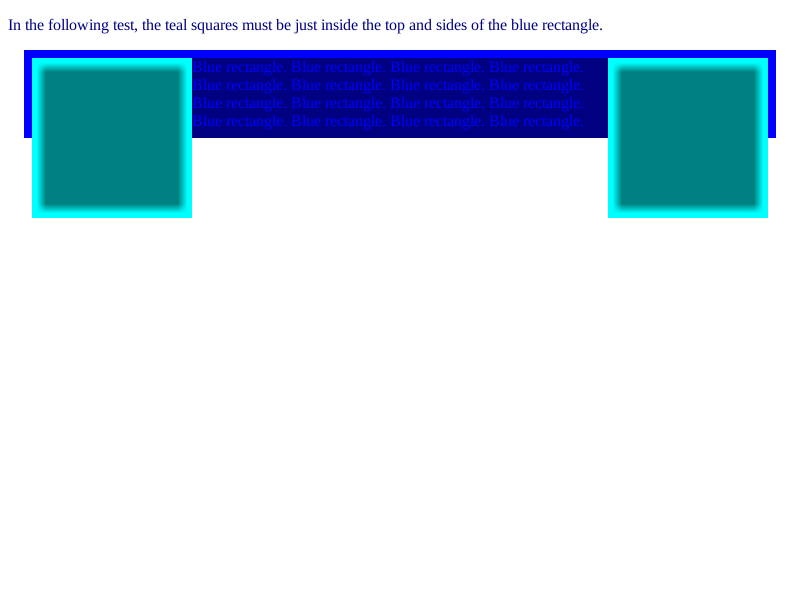 In the following test, the teal squares must be just inside the top and sides of the blue rectangle.
Blue rectangle. Blue rectangle. Blue rectangle. Blue rectangle.
Blue rectangle. Blue rectangle. Blue rectangle. Blue rectangle.
Blue rectangle. Blue rectangle. Blue rectangle. Blue rectangle.
Blue rectangle. Blue rectangle. Blue rectangle. Blue rectangle.